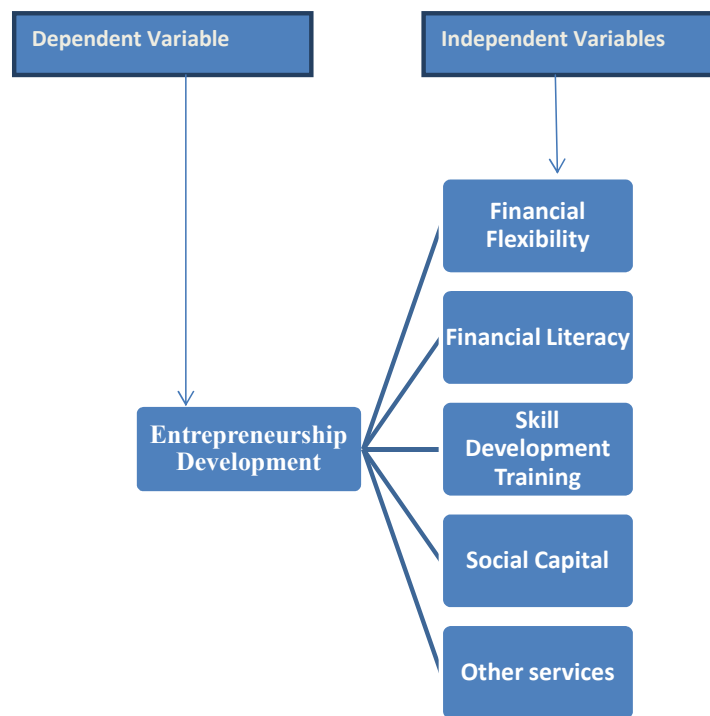 Dependent Variable
Independent Variables
Financial
Flexibility
Financial Literacy
Entrepreneurship
Development
Skill
Development
Training
Social Capital
Other services